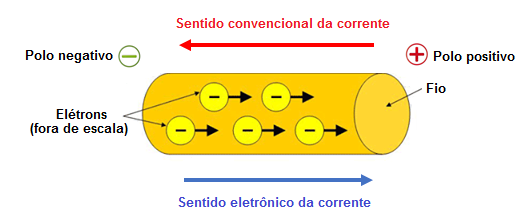 Sentido convencional da corrente
Polo negativo
Polo positivo
Fio
Elétrons
(fora de escala)
Sentido eletrônico da corrente